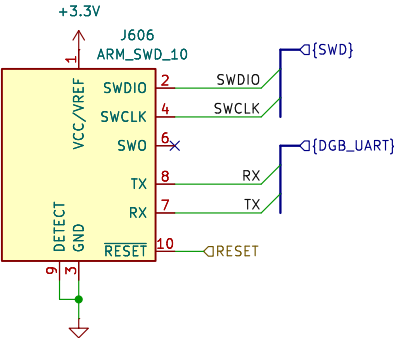 +3.3V
J606
ARM_SWD_10
1
VCC/VREF
SWDIO
2
SWDIO
{SWD}
SWCLK
4
SWCLK
SWO
6
{DGB_UART}
TX
8
RX
RX
7
TX
DETECT
GND
RESET
10
RESET
9
3